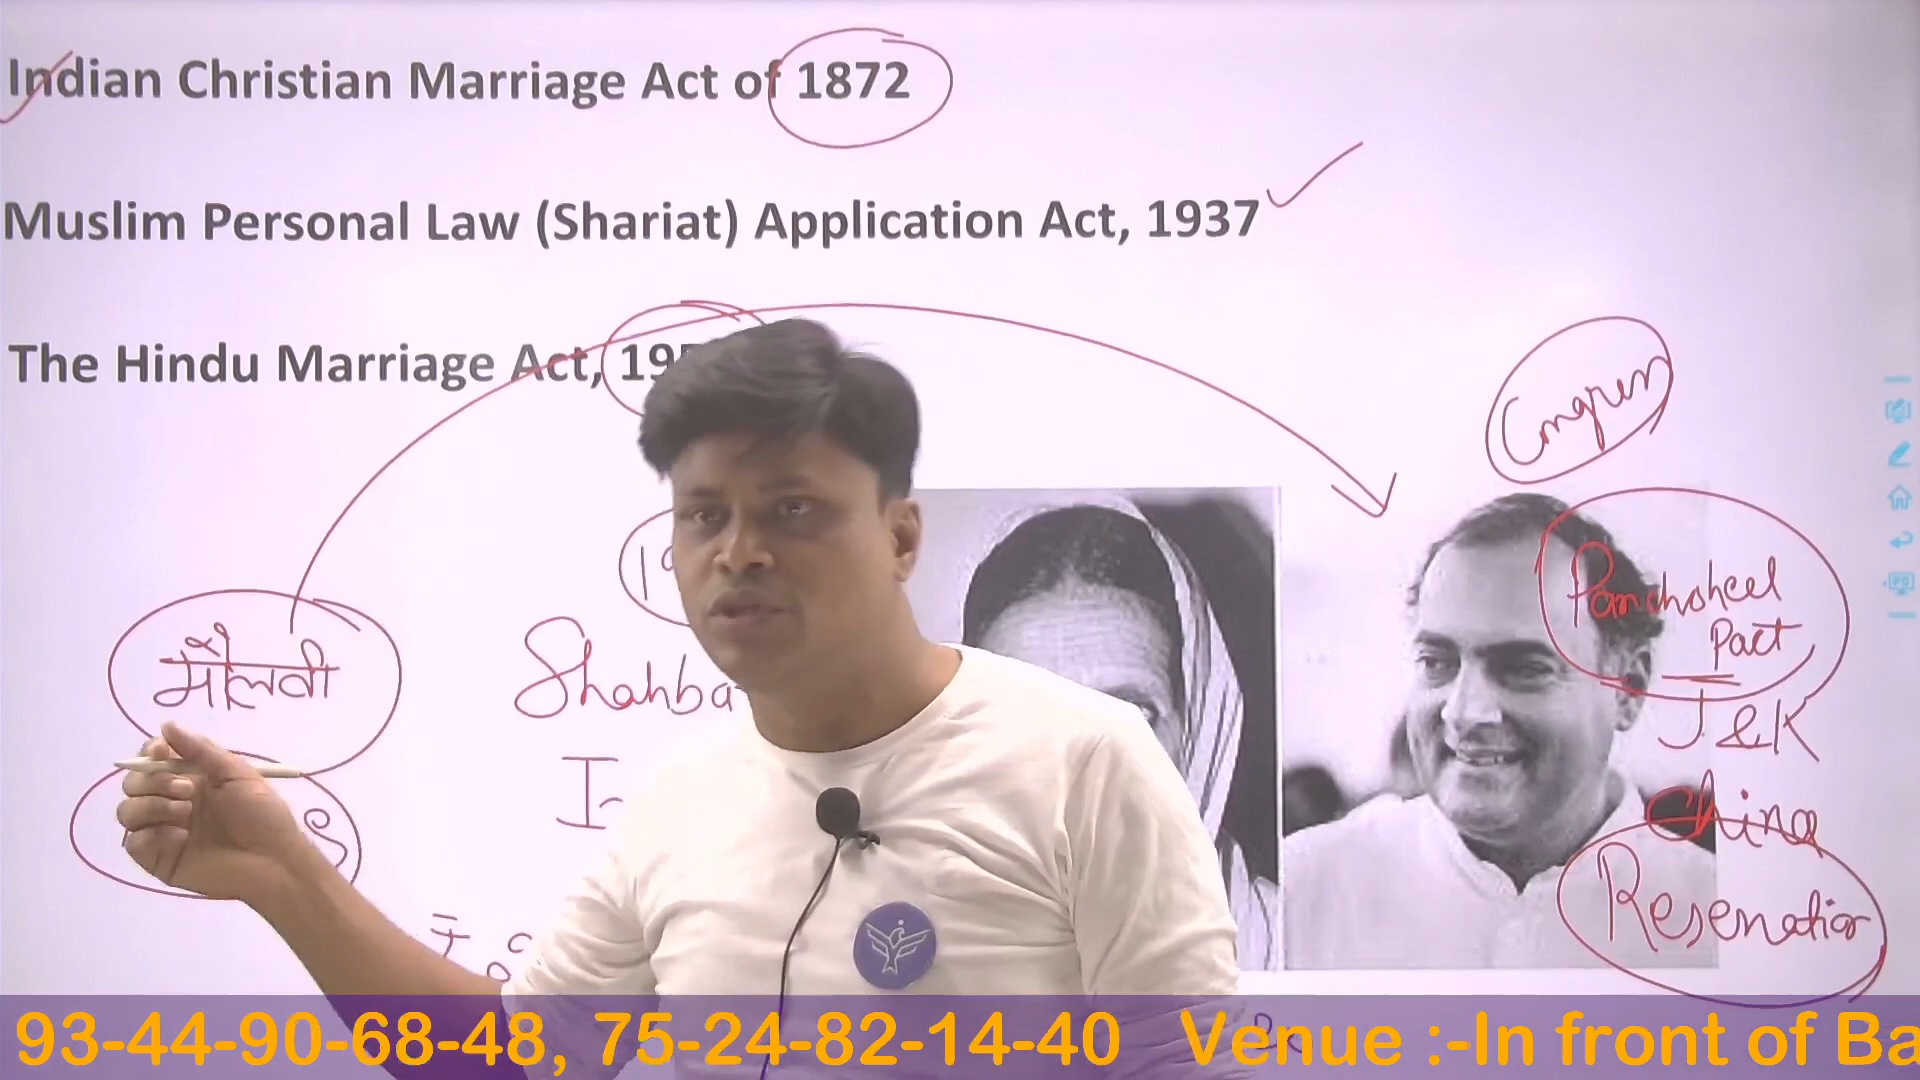 Indian Christian Marriage Act of 1872
Muslim Personal Law (Shariat) Application Act, 1937
The Hindu Marriage Act, 19
Congress
Panchsheel
Pact
मौलवी
Shahba
J&K
China
Reservation
93-44-90-68-48, 75-24-82-14-40 Venue :-In front of Ba